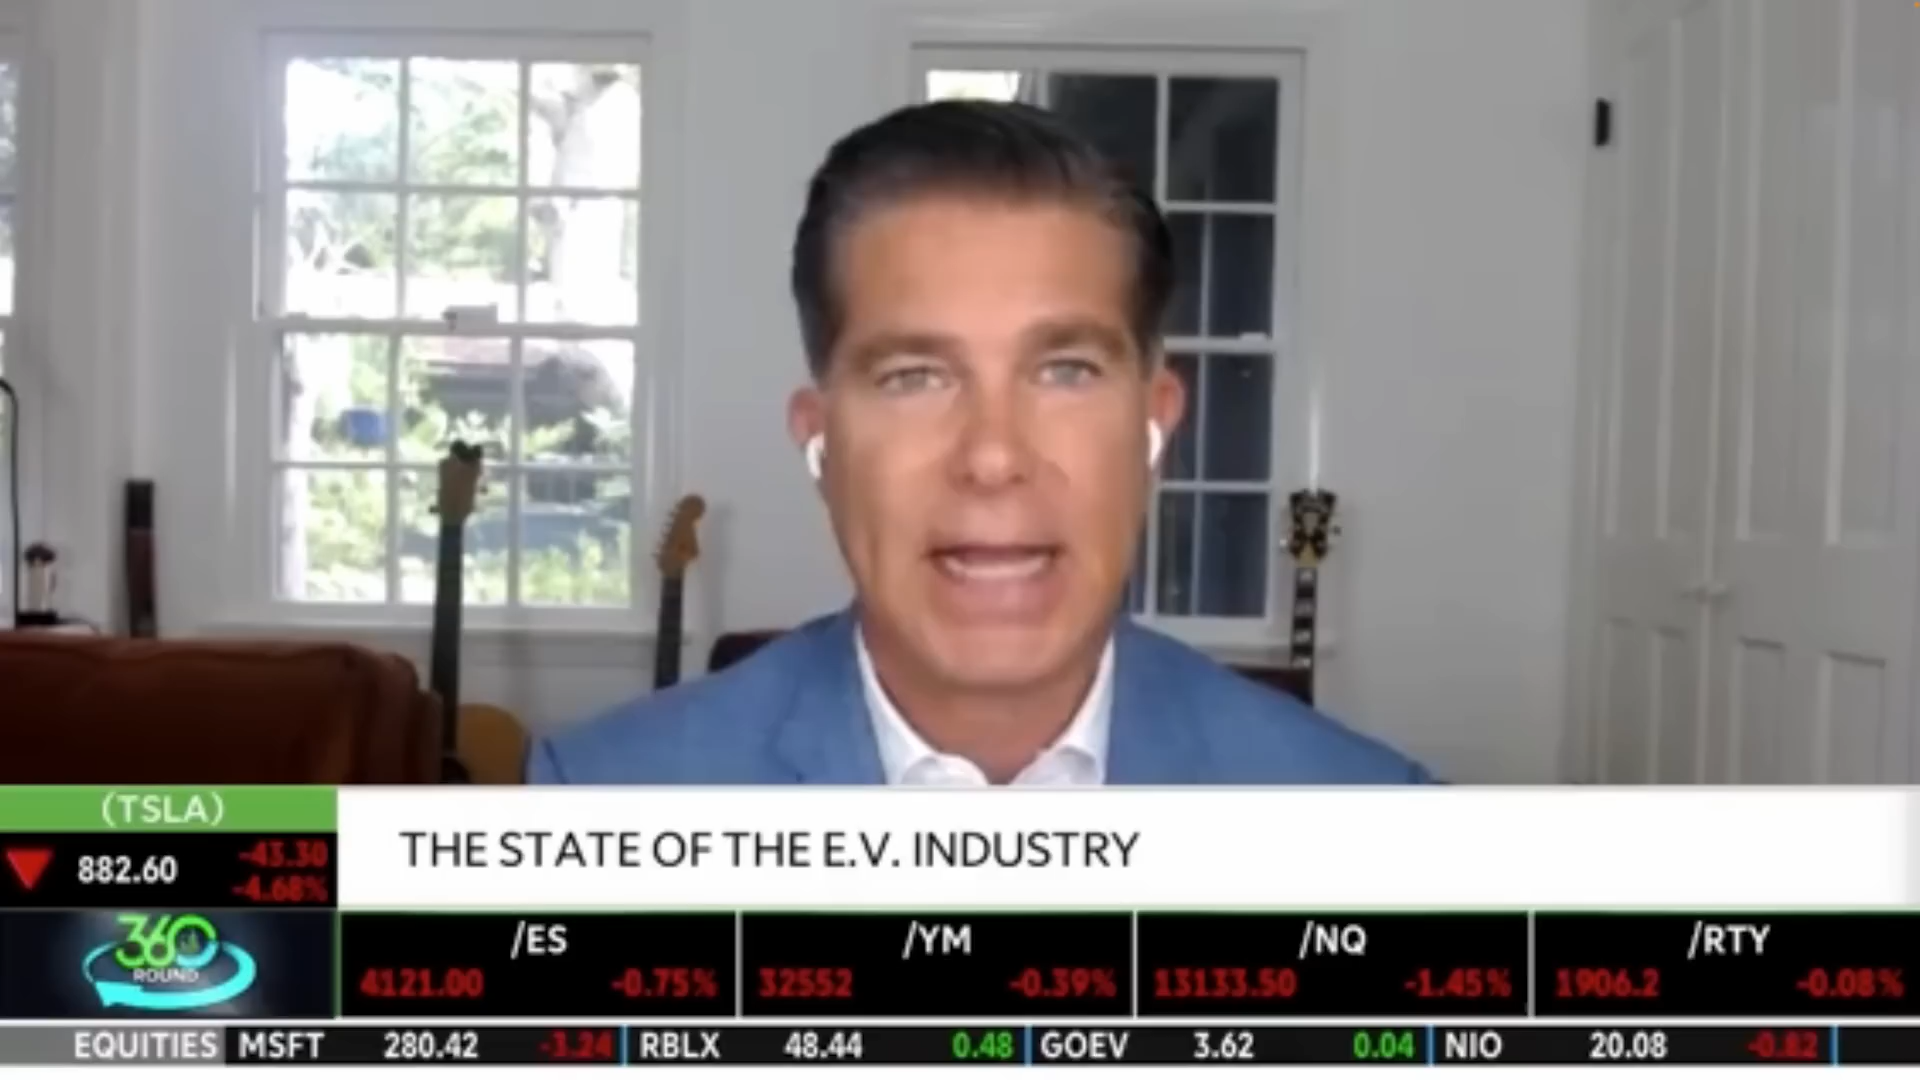 (TSLA)
882.60 -43.30
-4.68%
THE STATE OF THE E.V. INDUSTRY
360
ROUND
/ES /YM /NQ /RTY
4121.00 -0.75% 32552 -0.39% 13133.50 -1.45% 1906.2 -0.08%
EQUITIES MSFT 280.42 RBLX 48.44 0.48 GOEV 3.62 0.04 NIO 20.08 -0.82